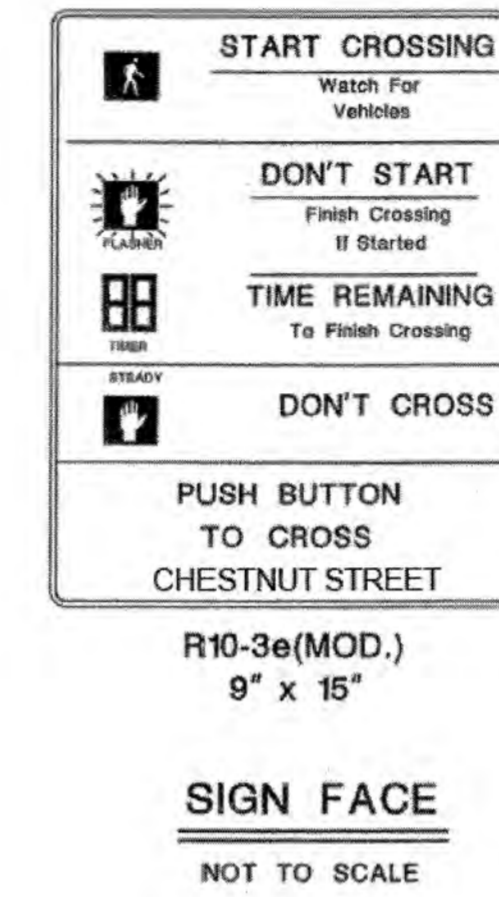 START CROSSING
Watch For
Vehicles
DON'T START
Finish Crossing
If Started
FLASHER
TIME REMAINING
To Finish Crossing
TIMER
STEADY
DON'T CROSS
PUSH BUTTON
TO CROSS
CHESTNUT STREET
R10-3e(MOD.)
9" x 15"
SIGN FACE
NOT TO SCALE